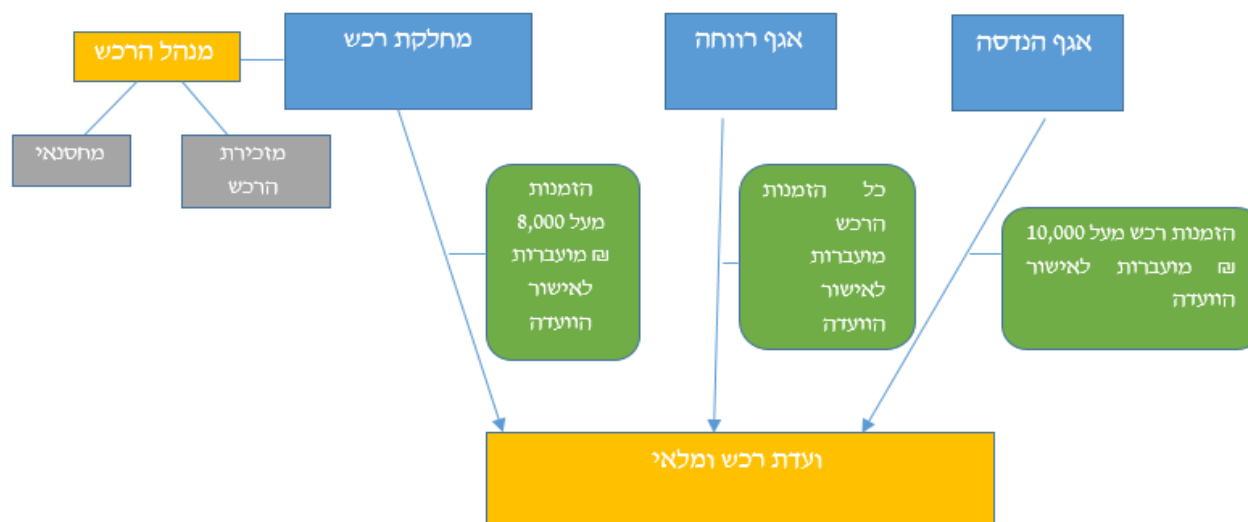 אגף הנדסה
אגף רווחה
מחלקת רכש
מנהל הרכש
מזכירת
הרכש
מחסנאי
הזמנות רכש מעל 10,000
₪ מועברות לאישור
הוועדה
כל הזמנות
הרכש
מועברות
לאישור
הוועדה
הזמנות
מעל 8,000
₪ מועברות
לאישור
הוועדה
ועדת רכש ומלאי